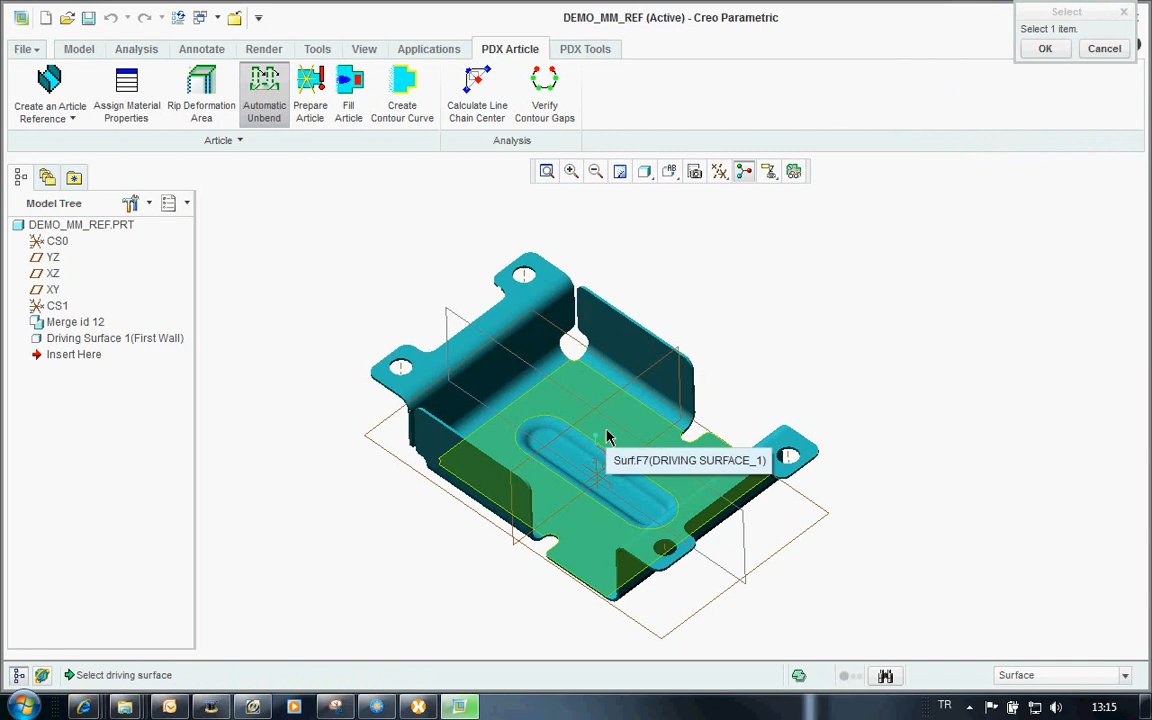 DEMO_MM_REF (Active) - Creo Parametric
Select
Select 1 item.
OK Cancel
File Model Analysis Annotate Render Tools View Applications PDX Article PDX Tools
Create an Article Reference
Assign Material Properties
Rip Deformation Area
Automatic Unbend
Prepare Article
Fill Article
Create Contour Curve
Calculate Line Chain Center
Verify Contour Gaps
Article Analysis
Model Tree
DEMO_MM_REF.PRT
CS0
YZ
XZ
XY
CS1
Merge id 12
Driving Surface 1(First Wall)
Insert Here
Surf:F7(DRIVING SURFACE_1)
Select driving surface
Surface
TR 13:15